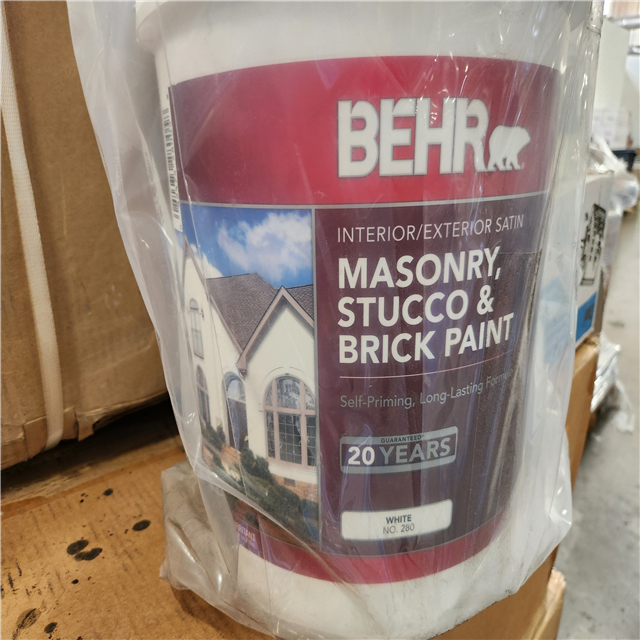 BEHR
INTERIOR/EXTERIOR SATIN
MASONRY,
STUCCO &
BRICK PAINT
Self-Priming, Long-Lasting
GUARANTEED
20 YEARS
WHITE
NO. 280